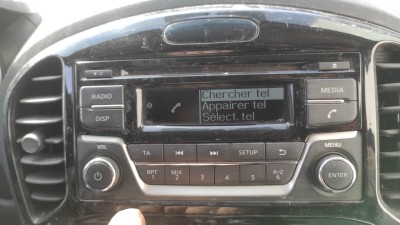 Chercher tel
RADIO
MEDIA
Appairer tel
DISP
Sélect. tel
VOL
TA
SETUP
MENU
RPT
1
MIX
2
3
4
5
A-Z
6
ENTER